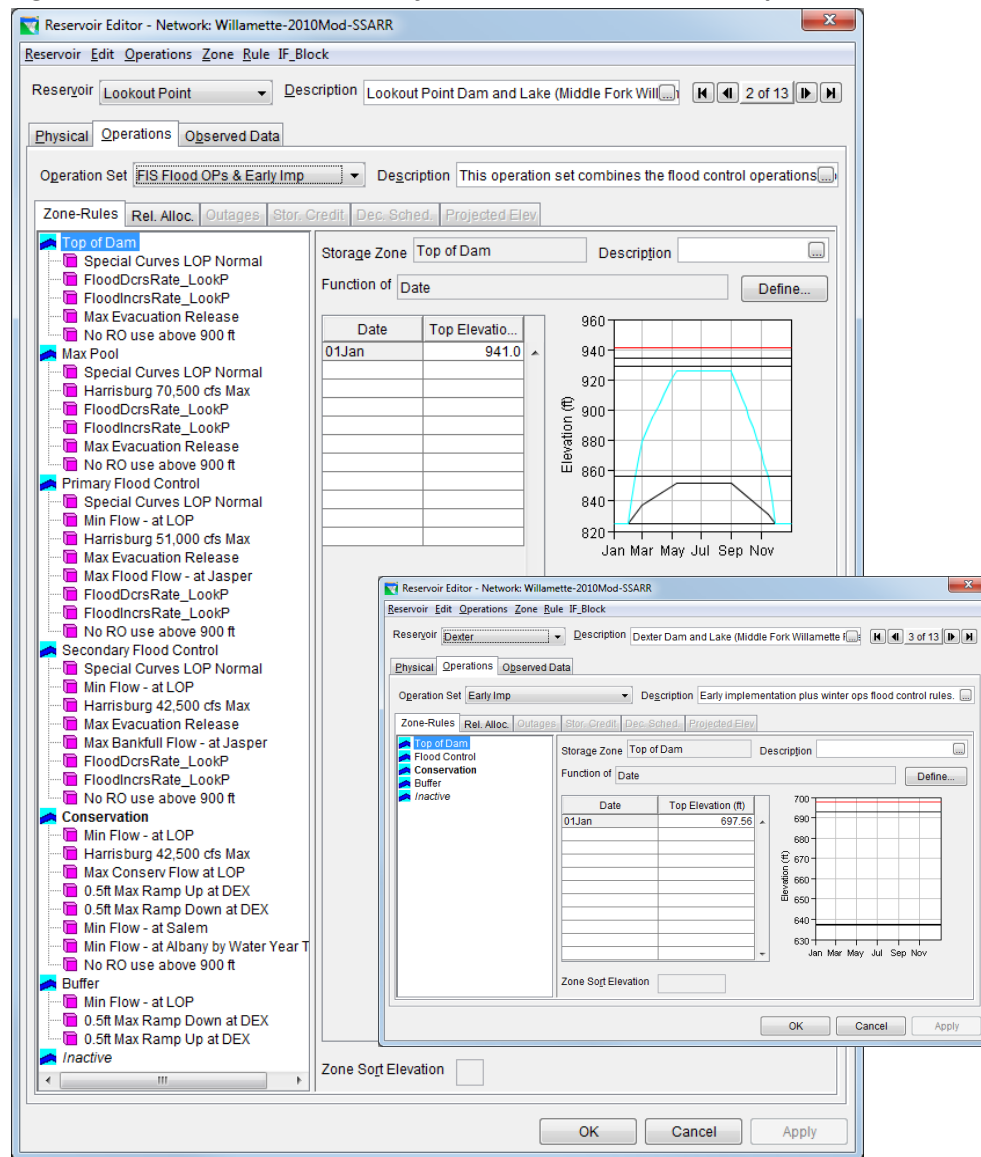 Reservoir Editor - Network: Willamette-2010Mod-SSARR
Reservoir Edit Operations Zone Rule IF_Block
Reservoir Lookout Point Description Lookout Point Dam and Lake (Middle Fork Will ... 2 of 13
Physical Operations Observed Data
Operation Set FIS Flood OPs & Early Imp Description This operation set combines the flood control operations ...
Zone-Rules Rel. Alloc. Outages Stor. Credit Dec. Sched. Projected Elev
Top of Dam
Special Curves LOP Normal
FloodDcrsRate_LookP
FloodIncrsRate_LookP
Max Evacuation Release
No RO use above 900 ft
Max Pool
Special Curves LOP Normal
Harrisburg 70,500 cfs Max
FloodDcrsRate_LookP
FloodIncrsRate_LookP
Max Evacuation Release
No RO use above 900 ft
Primary Flood Control
Special Curves LOP Normal
Min Flow - at LOP
Harrisburg 51,000 cfs Max
Max Evacuation Release
Max Flood Flow - at Jasper
FloodDcrsRate_LookP
FloodIncrsRate_LookP
No RO use above 900 ft
Secondary Flood Control
Special Curves LOP Normal
Min Flow - at LOP
Harrisburg 42,500 cfs Max
Max Evacuation Release
Max Bankfull Flow - at Jasper
FloodDcrsRate_LookP
FloodIncrsRate_LookP
No RO use above 900 ft
Conservation
Min Flow - at LOP
Harrisburg 42,500 cfs Max
Max Conserv Flow at LOP
0.5ft Max Ramp Up at DEX
0.5ft Max Ramp Down at DEX
Min Flow - at Salem
Min Flow - at Albany by Water Year T
No RO use above 900 ft
Buffer
Min Flow - at LOP
0.5ft Max Ramp Down at DEX
0.5ft Max Ramp Up at DEX
Inactive
Storage Zone Top of Dam Description ...
Function of Date Define...
Date Top Elevatio...
01Jan 941.0
960
940
920
900
880
860
840
820
Elevation (ft)
Jan Mar May Jul Sep Nov
Zone Sort Elevation
OK Cancel Apply
Reservoir Editor - Network: Willamette-2010Mod-SSARR
Reservoir Edit Operations Zone Rule IF_Block
Reservoir Dexter Description Dexter Dam and Lake (Middle Fork Willamette ... 3 of 13
Physical Operations Observed Data
Operation Set Early Imp Description Early implementation plus winter ops flood control rules. ...
Zone-Rules Rel. Alloc. Outages Stor. Credit Dec. Sched. Projected Elev
Top of Dam
Flood Control
Conservation
Buffer
Inactive
Storage Zone Top of Dam Description ...
Function of Date Define...
Date Top Elevation (ft)
01Jan 697.56
700
690
680
670
660
650
640
630
Elevation (ft)
Jan Mar May Jul Sep Nov
Zone Sort Elevation
OK Cancel Apply